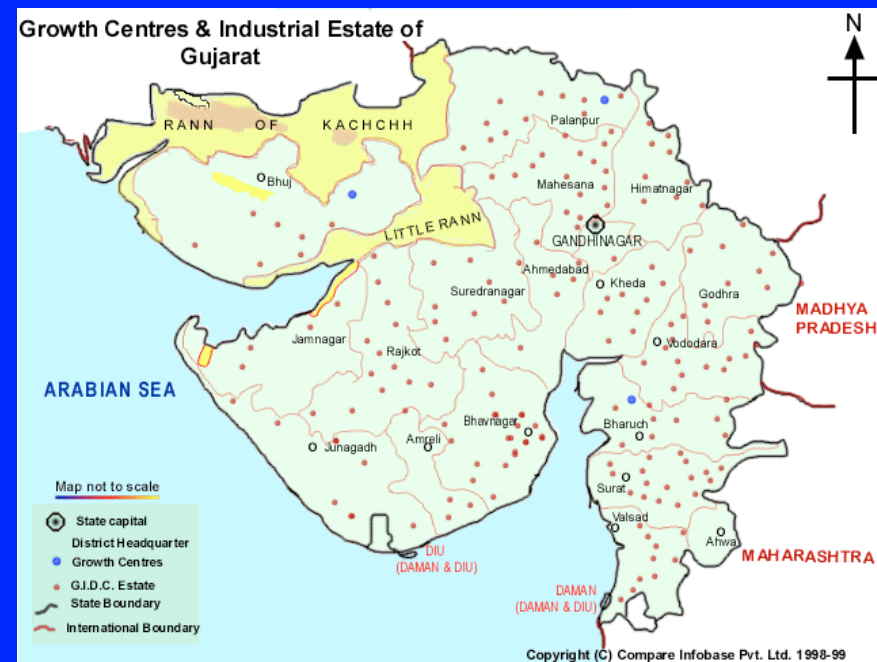 Growth Centres & Industrial Estate of
Gujarat
N
RANN OF KACHCHH
Palanpur
Bhuj
Mahesana
Himatnagar
LITTLE RANN
GANDHINAGAR
Ahmedabad
Suredranagar
Kheda
Godhra
MADHYA
PRADESH
Jamnagar
Rajkot
Vododara
ARABIAN SEA
Bhavnagar
Bharuch
Junagadh
Amreli
Surat
Valsad
Ahwa
MAHARASHTRA
DIU
(DAMAN & DIU)
DAMAN
(DAMAN & DIU)
Map not to scale
State capital
District Headquarter
Growth Centres
G.I.D.C. Estate
State Boundary
International Boundary
Copyright (C) Compare Infobase Pvt. Ltd. 1998-99